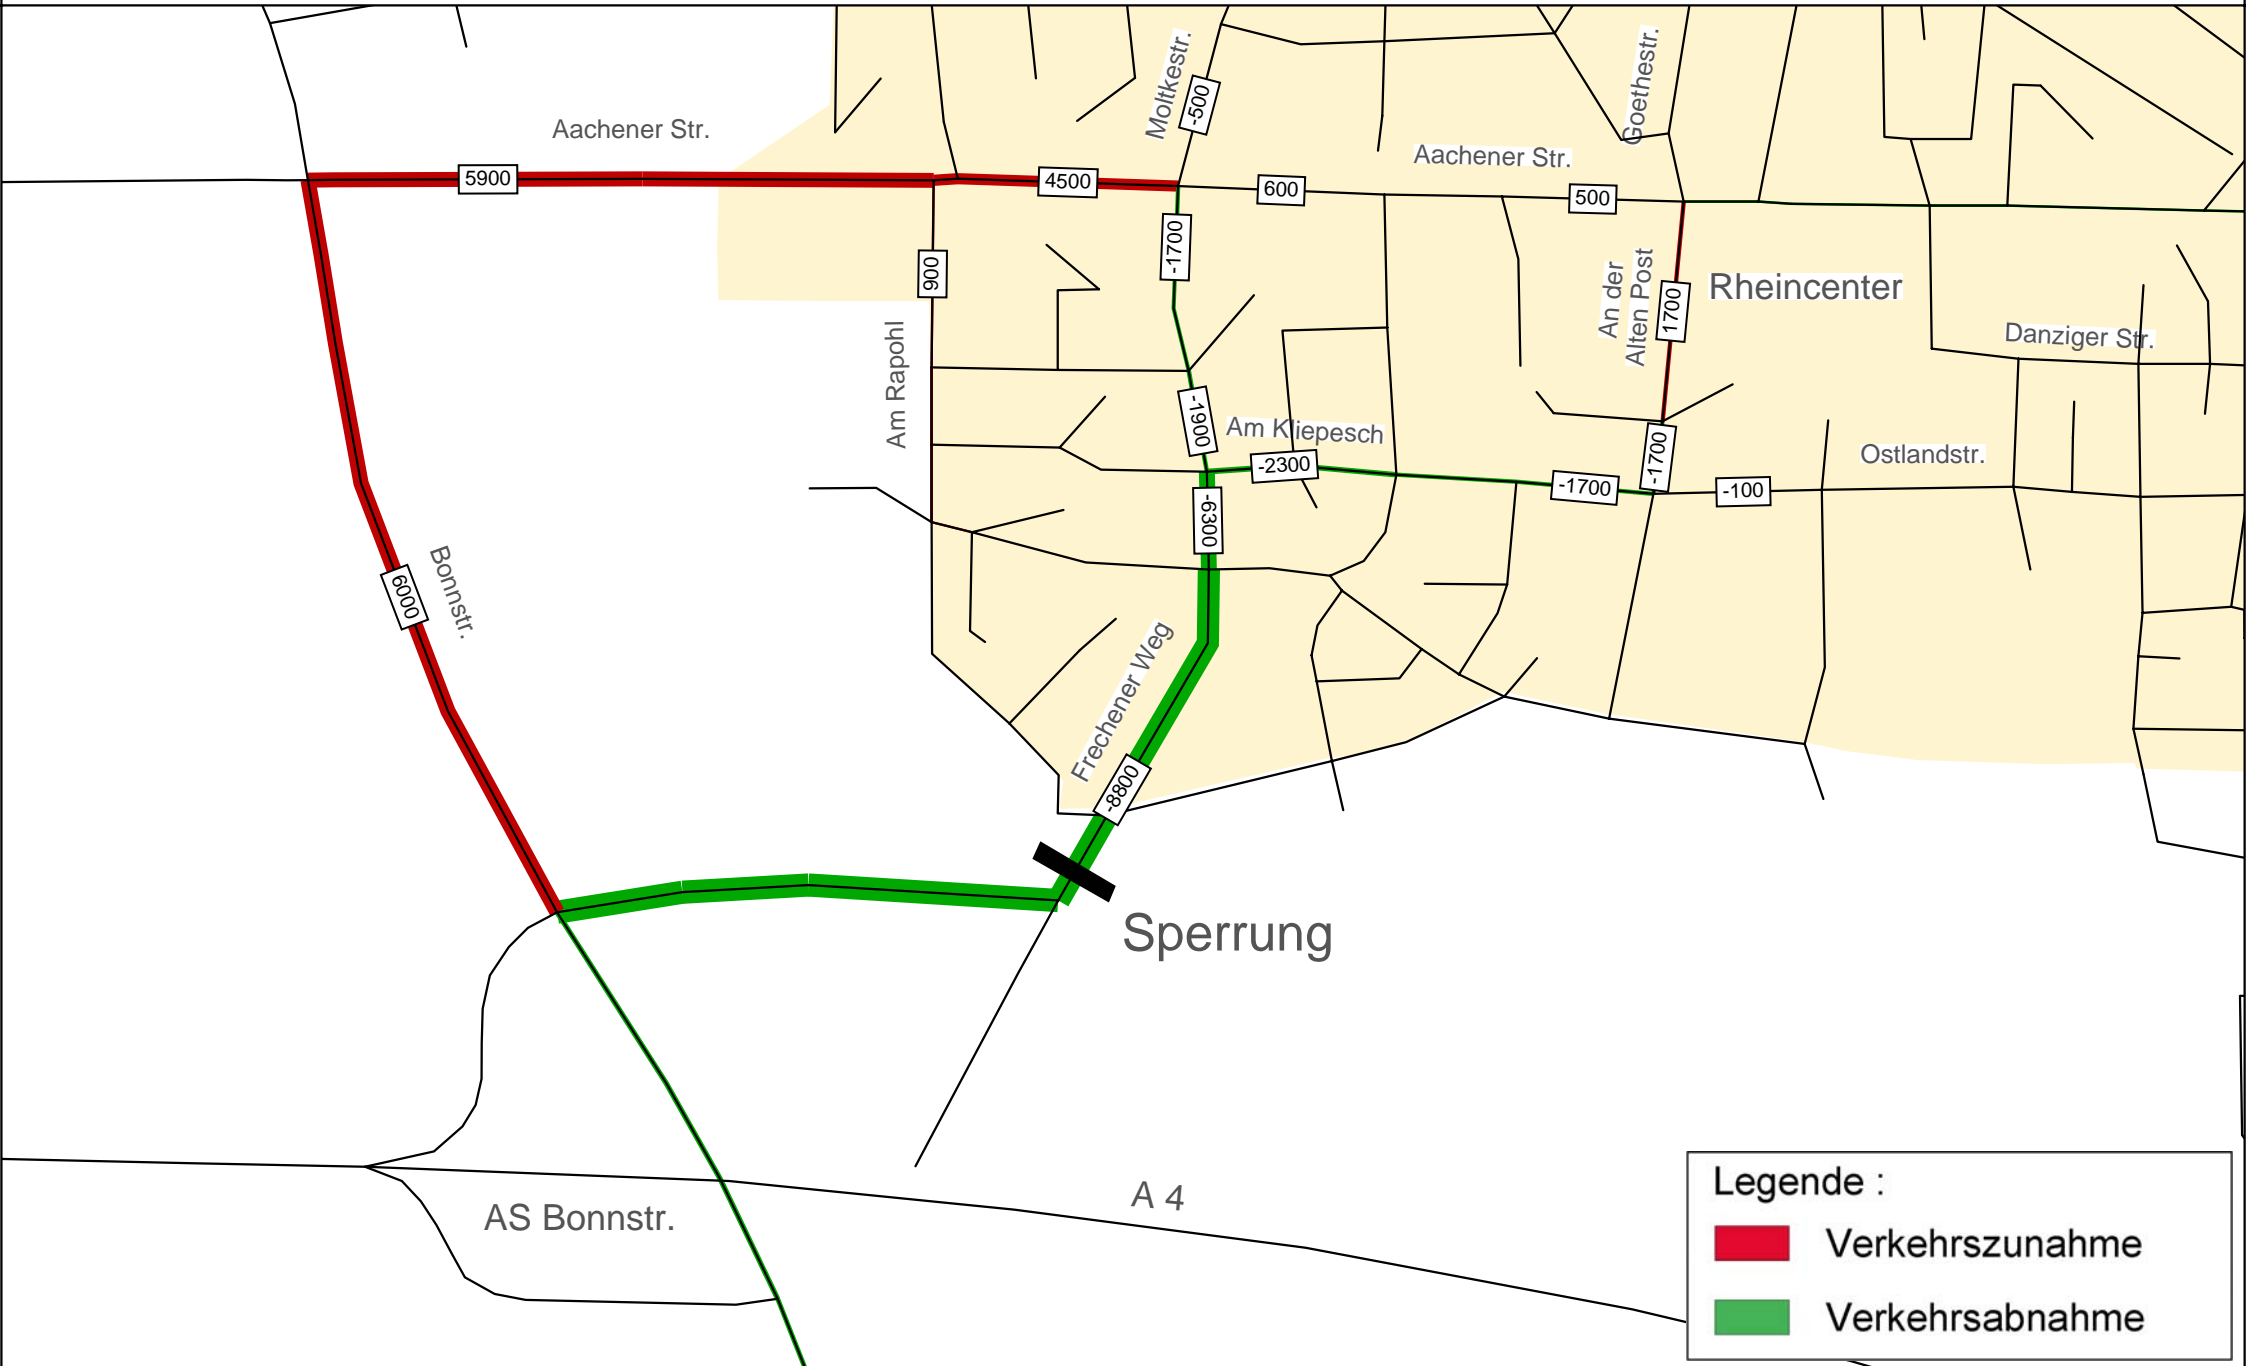 Moltkestr.
-500
Goethestr.
Aachener Str.
Aachener Str.
5900
4500
600
500
-1700
900
An der
Alten Post
Rheincenter
1700
Danziger Str.
Am Rapohl
-1900
Am Kliepesch
-2300
-1700
-1700
-100
Ostlandstr.
-6300
6000
Bonnstr.
Frechener Weg
-8800
Sperrung
A 4
AS Bonnstr.
Legende :
Verkehrszunahme
Verkehrsabnahme